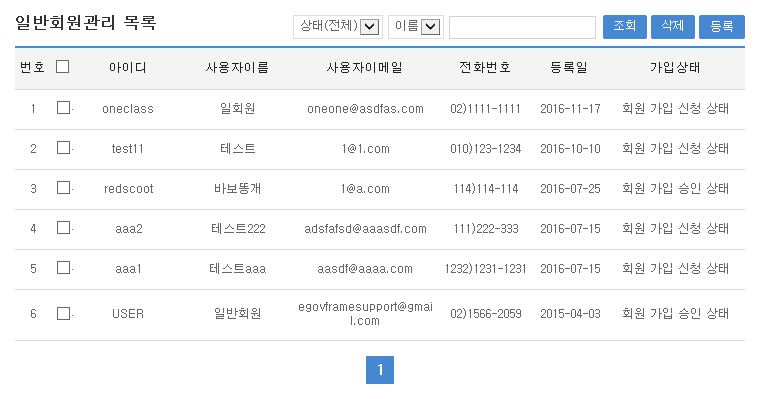 일반회원관리 목록 상태(전체) 이름 조회 삭제 등록
번호 아이디 사용자이름 사용자이메일 전화번호 등록일 가입상태
1 oneclass 일회원 oneone@asdfas.com 02)1111-1111 2016-11-17 회원 가입 신청 상태
2 test11 테스트 1@1.com 010)123-1234 2016-10-10 회원 가입 신청 상태
3 redscoot 바보똥개 1@a.com 114)114-114 2016-07-25 회원 가입 승인 상태
4 aaa2 테스트222 adsfafsd@aaasdf.com 111)222-333 2016-07-15 회원 가입 신청 상태
5 aaa1 테스트aaa aasdf@aaaa.com 1232)1231-1231 2016-07-15 회원 가입 신청 상태
6 USER 일반회원 egovframesupport@gmai
l.com 02)1566-2059 2015-04-03 회원 가입 승인 상태
1